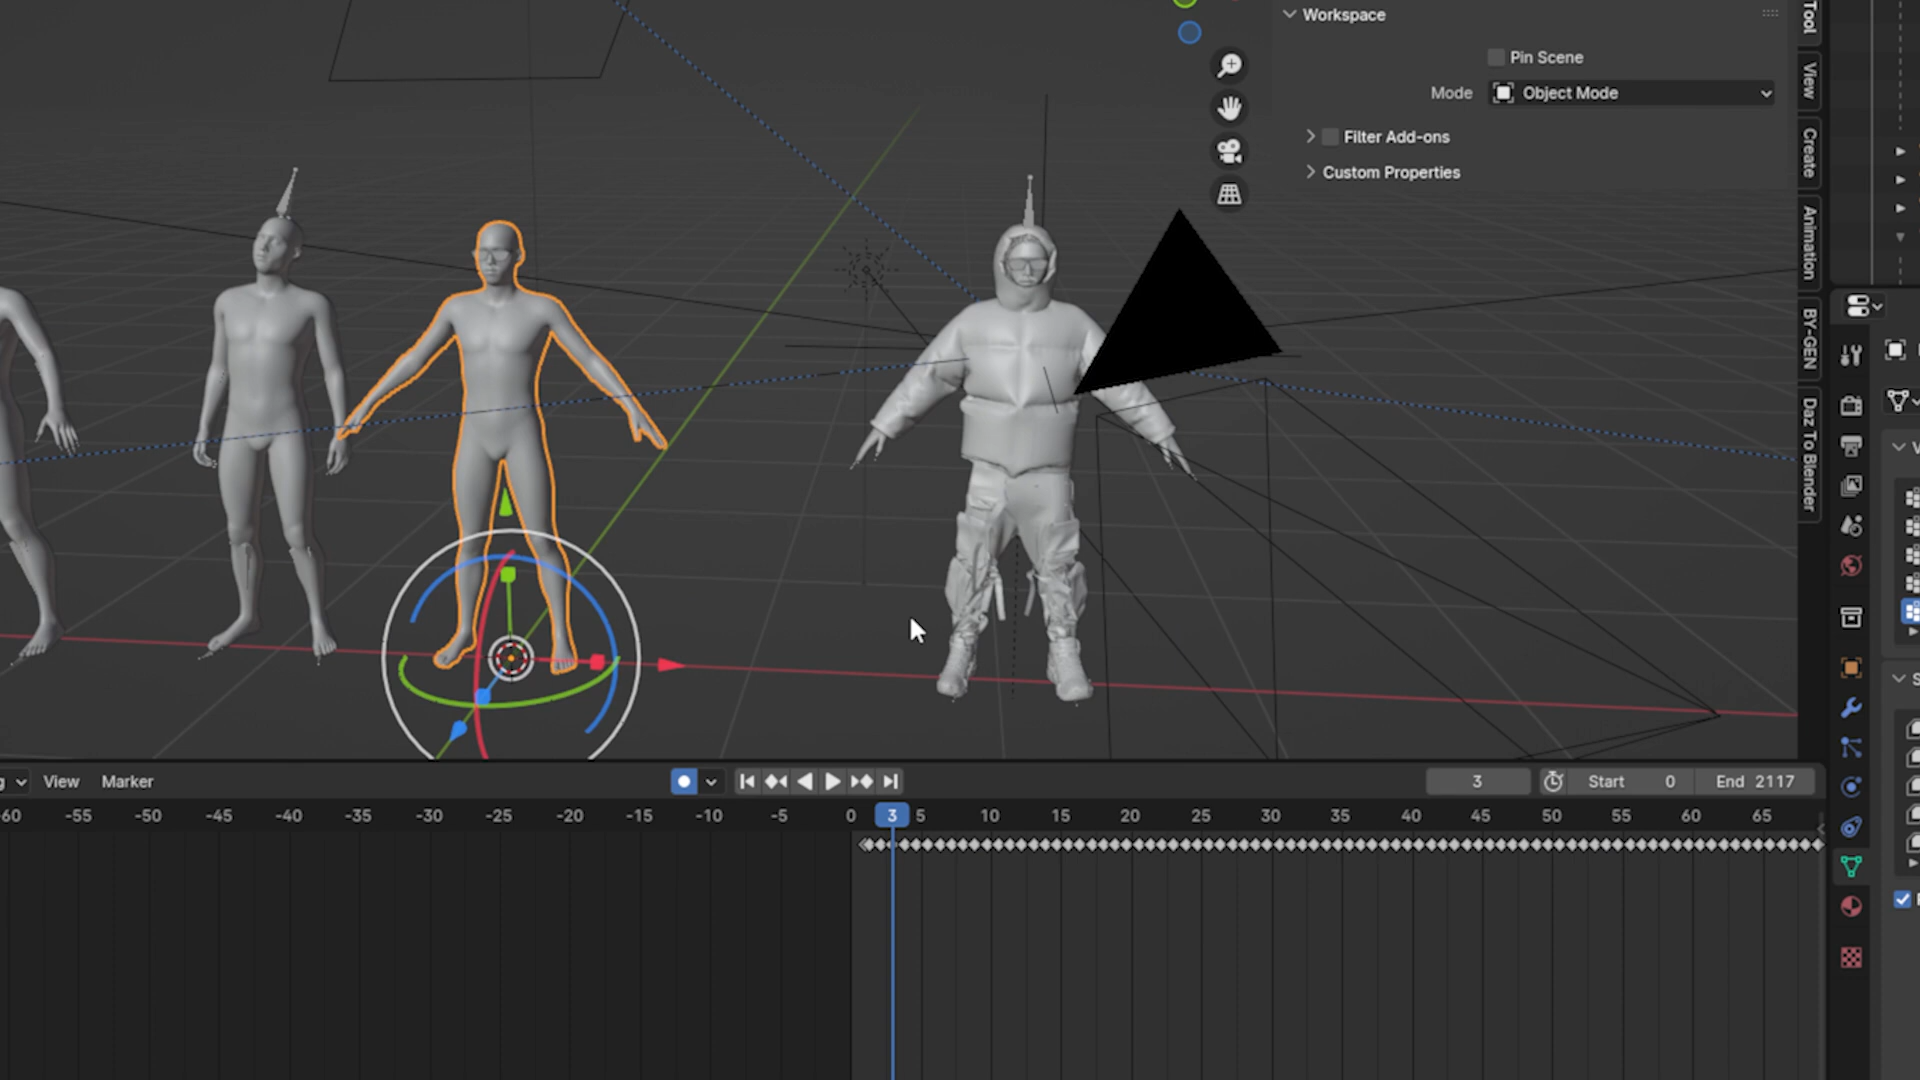 Workspace
Pin Scene
Mode
Object Mode
Filter Add-ons
Custom Properties
Tool
View
Create
Animation
BY-GEN
Daz To Blender
View
Marker
3
Start 0
End 2117
-60 -55 -50 -45 -40 -35 -30 -25 -20 -15 -10 -5 0 3 5 10 15 20 25 30 35 40 45 50 55 60 65